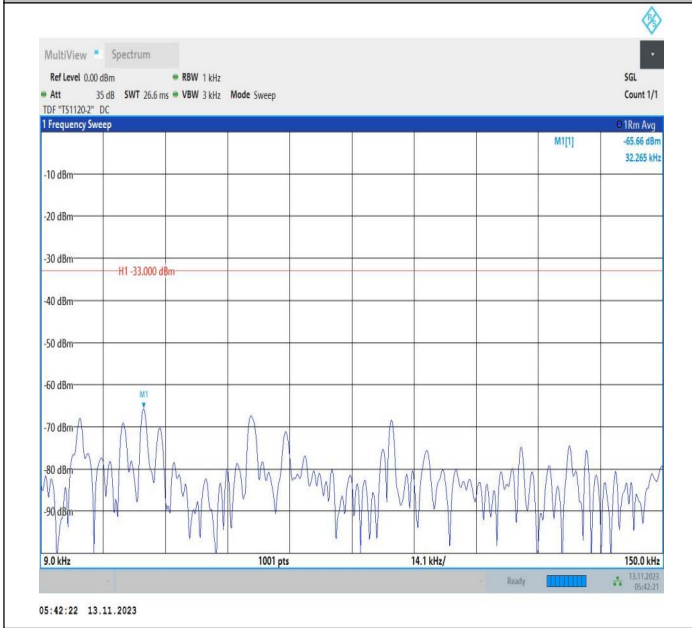 MultiView Spectrum
Ref Level 0.00 dBm RBW 1 kHz SGL
Att 35 dB SWT 26.6 ms VBW 3 kHz Mode Sweep Count 1/1
TDF "TS1120-2" DC
1 Frequency Sweep 1Rm Avg
M1[1] -65.66 dBm
32.265 kHz
-10 dBm
-20 dBm
-30 dBm
H1 -33.000 dBm
-40 dBm
-50 dBm
-60 dBm
M1
-70 dBm
-80 dBm
-90 dBm
9.0 kHz 1001 pts 14.1 kHz/ 150.0 kHz
Ready 13.11.2023
05:42:21
05:42:22 13.11.2023